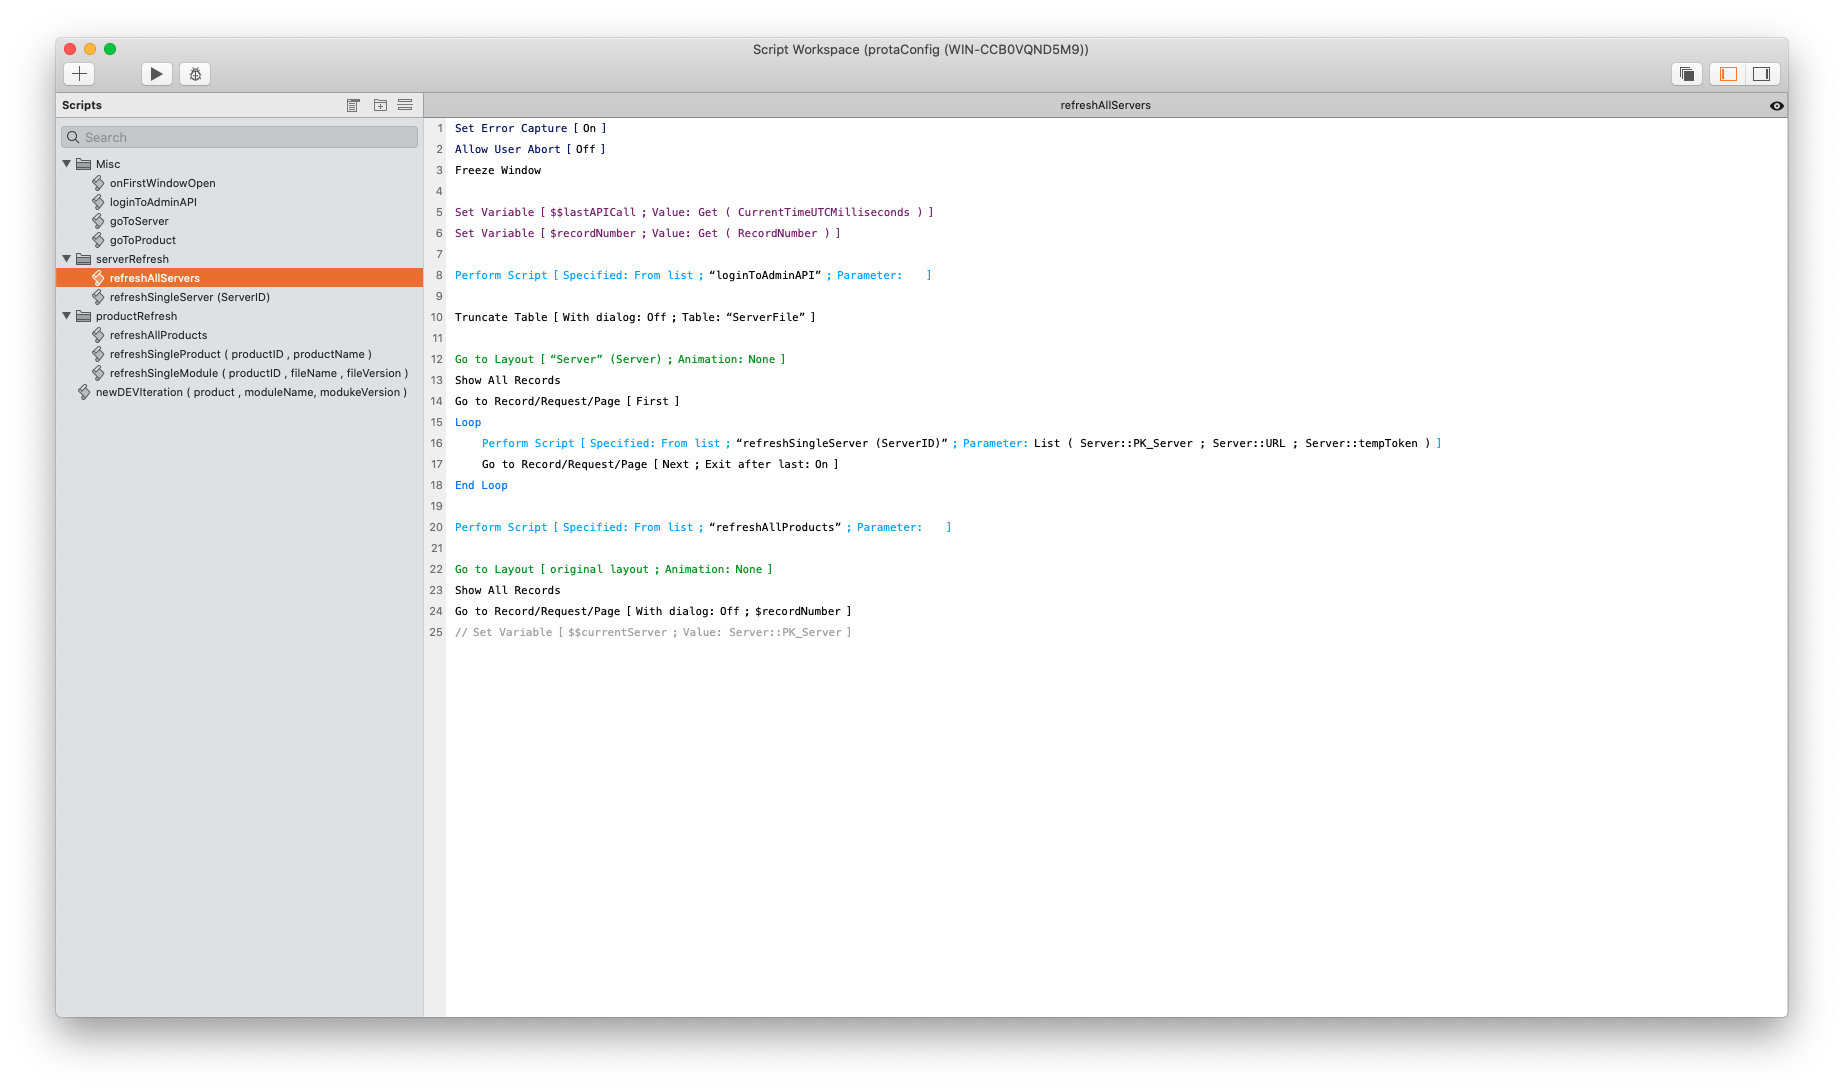 Script Workspace (protaConfig (WIN-CCB0VQND5M9))
Scripts
refreshAllServers
Search
Misc
onFirstWindowOpen
loginToAdminAPI
goToServer
goToProduct
serverRefresh
refreshAllServers
refreshSingleServer (ServerID)
productRefresh
refreshAllProducts
refreshSingleProduct ( productID , productName )
refreshSingleModule ( productID , fileName , fileVersion )
newDEVIteration ( product , moduleName, modukeVersion )
1 Set Error Capture [ On ]
2 Allow User Abort [ Off ]
3 Freeze Window
4
5 Set Variable [ $$lastAPICall ; Value: Get ( CurrentTimeUTCMilliseconds ) ]
6 Set Variable [ $recordNumber ; Value: Get ( RecordNumber ) ]
7
8 Perform Script [ Specified: From list ; “loginToAdminAPI” ; Parameter: ]
9
10 Truncate Table [ With dialog: Off ; Table: “ServerFile” ]
11
12 Go to Layout [ “Server” (Server) ; Animation: None ]
13 Show All Records
14 Go to Record/Request/Page [ First ]
15 Loop
16 Perform Script [ Specified: From list ; “refreshSingleServer (ServerID)” ; Parameter: List ( Server::PK_Server ; Server::URL ; Server::tempToken ) ]
17 Go to Record/Request/Page [ Next ; Exit after last: On ]
18 End Loop
19
20 Perform Script [ Specified: From list ; “refreshAllProducts” ; Parameter: ]
21
22 Go to Layout [ original layout ; Animation: None ]
23 Show All Records
24 Go to Record/Request/Page [ With dialog: Off ; $recordNumber ]
25 // Set Variable [ $$currentServer ; Value: Server::PK_Server ]